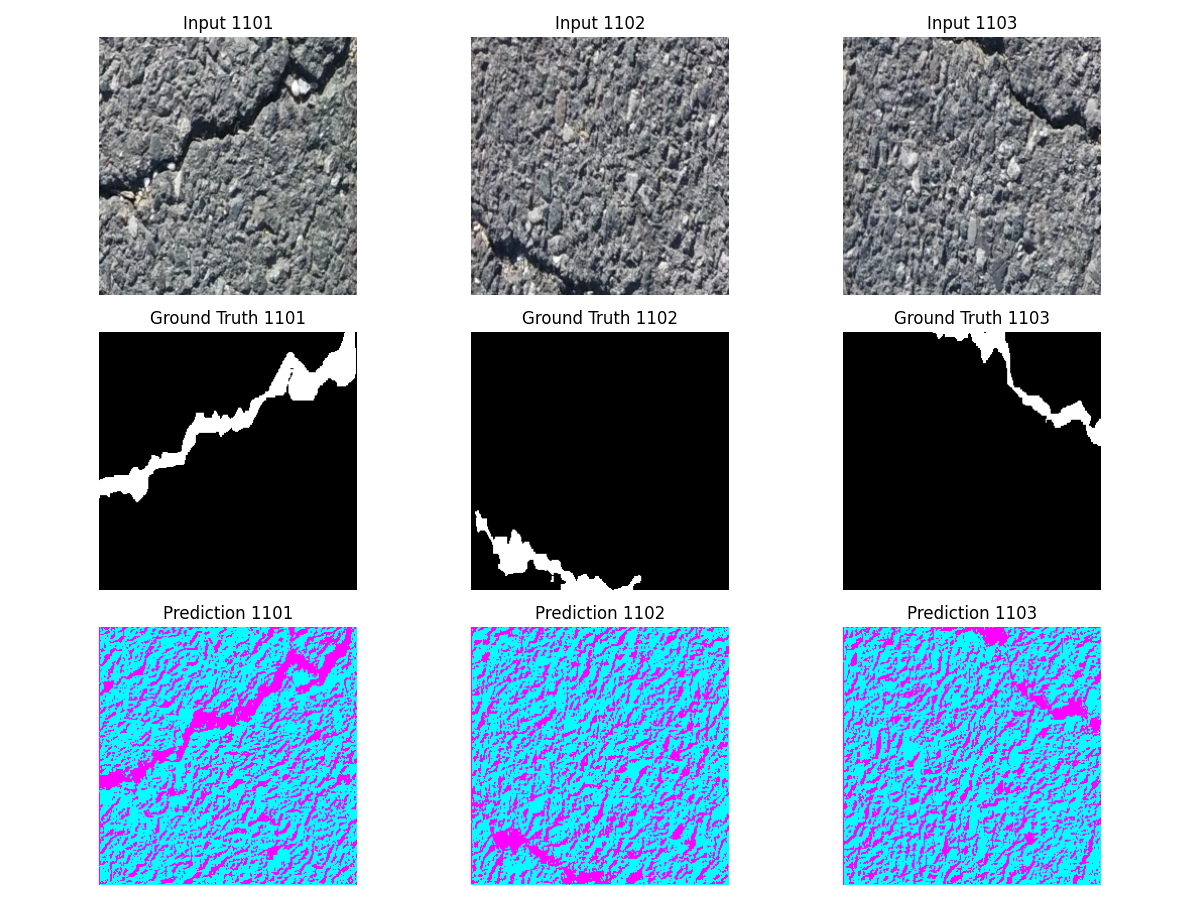 Input 1101
Input 1102
Input 1103
Ground Truth 1101
Ground Truth 1102
Ground Truth 1103
Prediction 1101
Prediction 1102
Prediction 1103